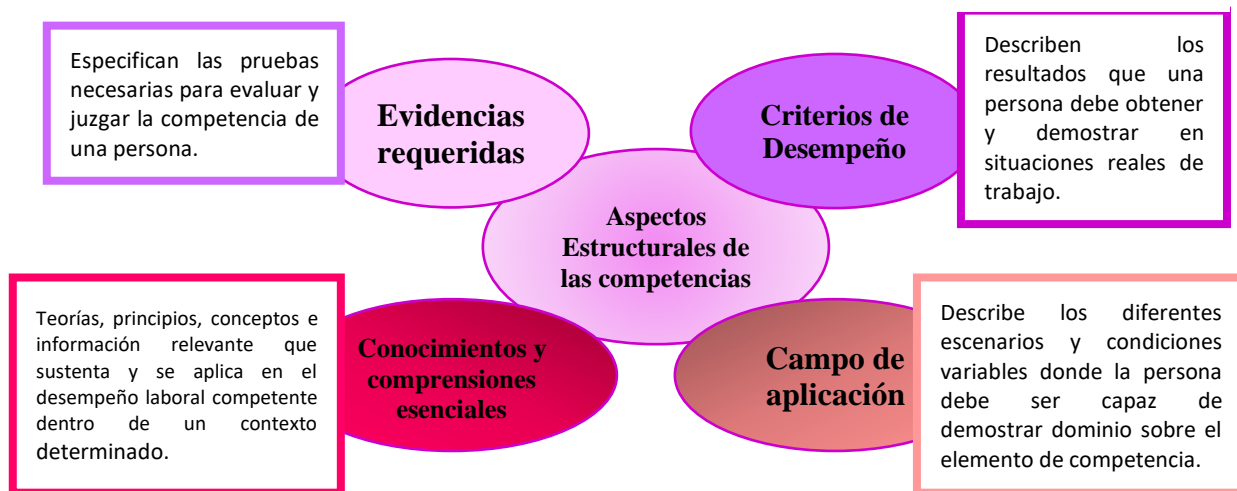 Especifican las pruebas
necesarias para evaluar y
juzgar la competencia de
una persona.
Evidencias
requeridas
Criterios de
Desempeño
Describen los
resultados que una
persona debe obtener
y demostrar en
situaciones reales de
trabajo.
Aspectos
Estructurales de
las competencias
Teorías, principios, conceptos e
información relevante que
sustenta y se aplica en el
desempeño laboral competente
dentro de un contexto
determinado.
Conocimientos y
comprensiones
esenciales
Campo de
aplicación
Describe los diferentes
escenarios y condiciones
variables donde la persona
debe ser capaz de
demostrar dominio sobre el
elemento de competencia.